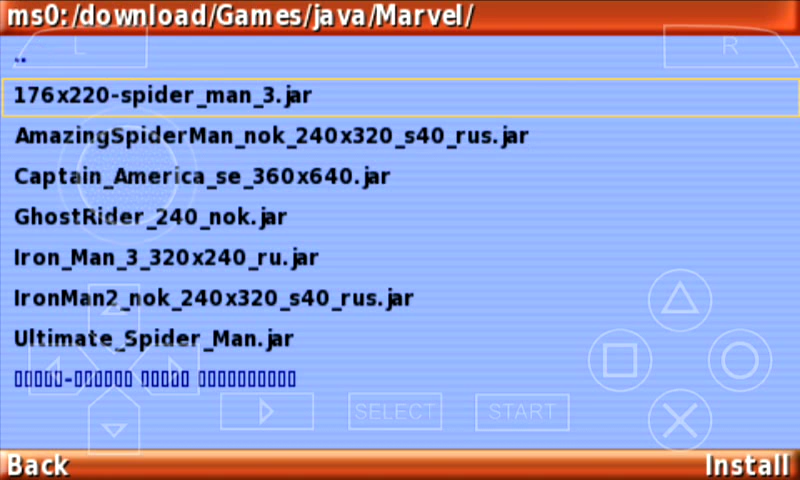 ms0:/download/Games/java/Marvel/
L
R
..
176x220-spider_man_3.jar
AmazingSpiderMan_nok_240x320_s40_rus.jar
Captain_America_se_360x640.jar
GhostRider_240_nok.jar
Iron_Man_3_320x240_ru.jar
IronMan2_nok_240x320_s40_rus.jar
Ultimate_Spider_Man.jar
SELECT
START
Back
Install